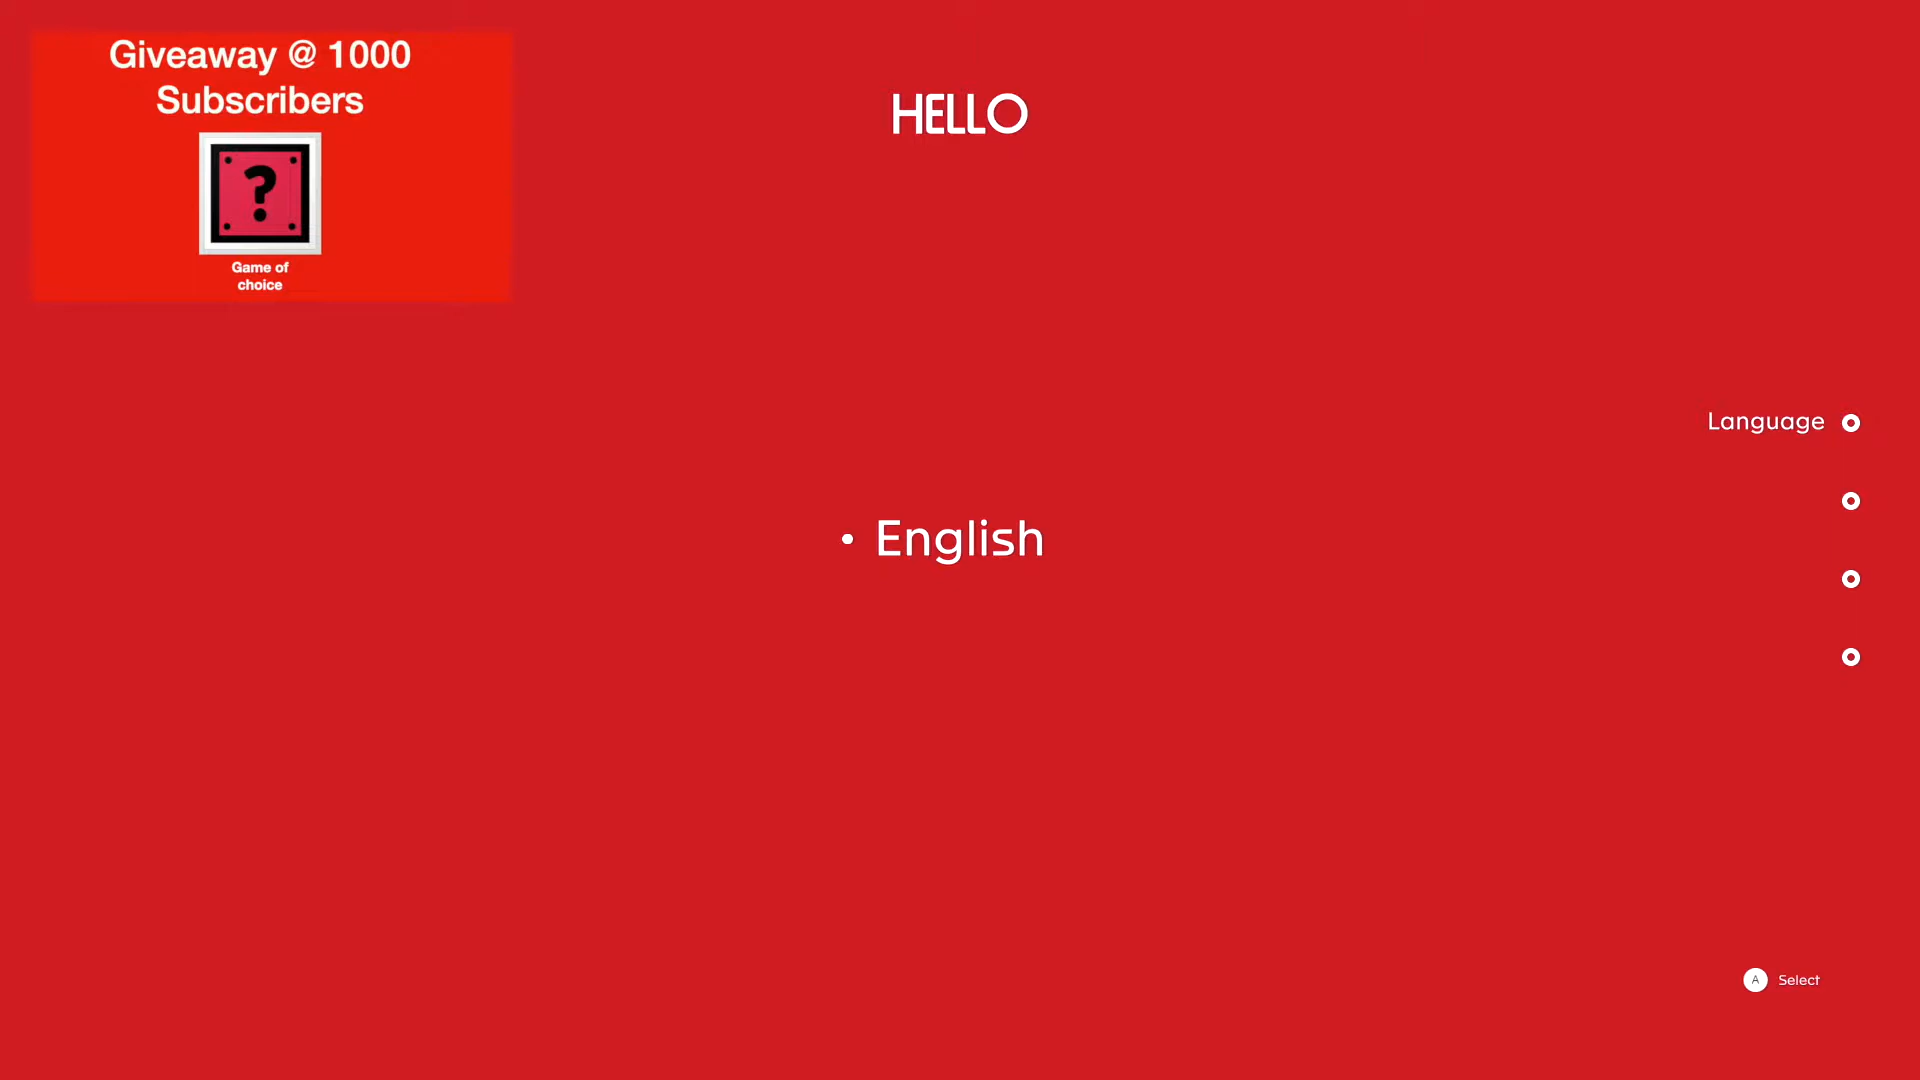 Giveaway @ 1000
Subscribers
?
Game of
choice
HELLO
Language
• English
A Select